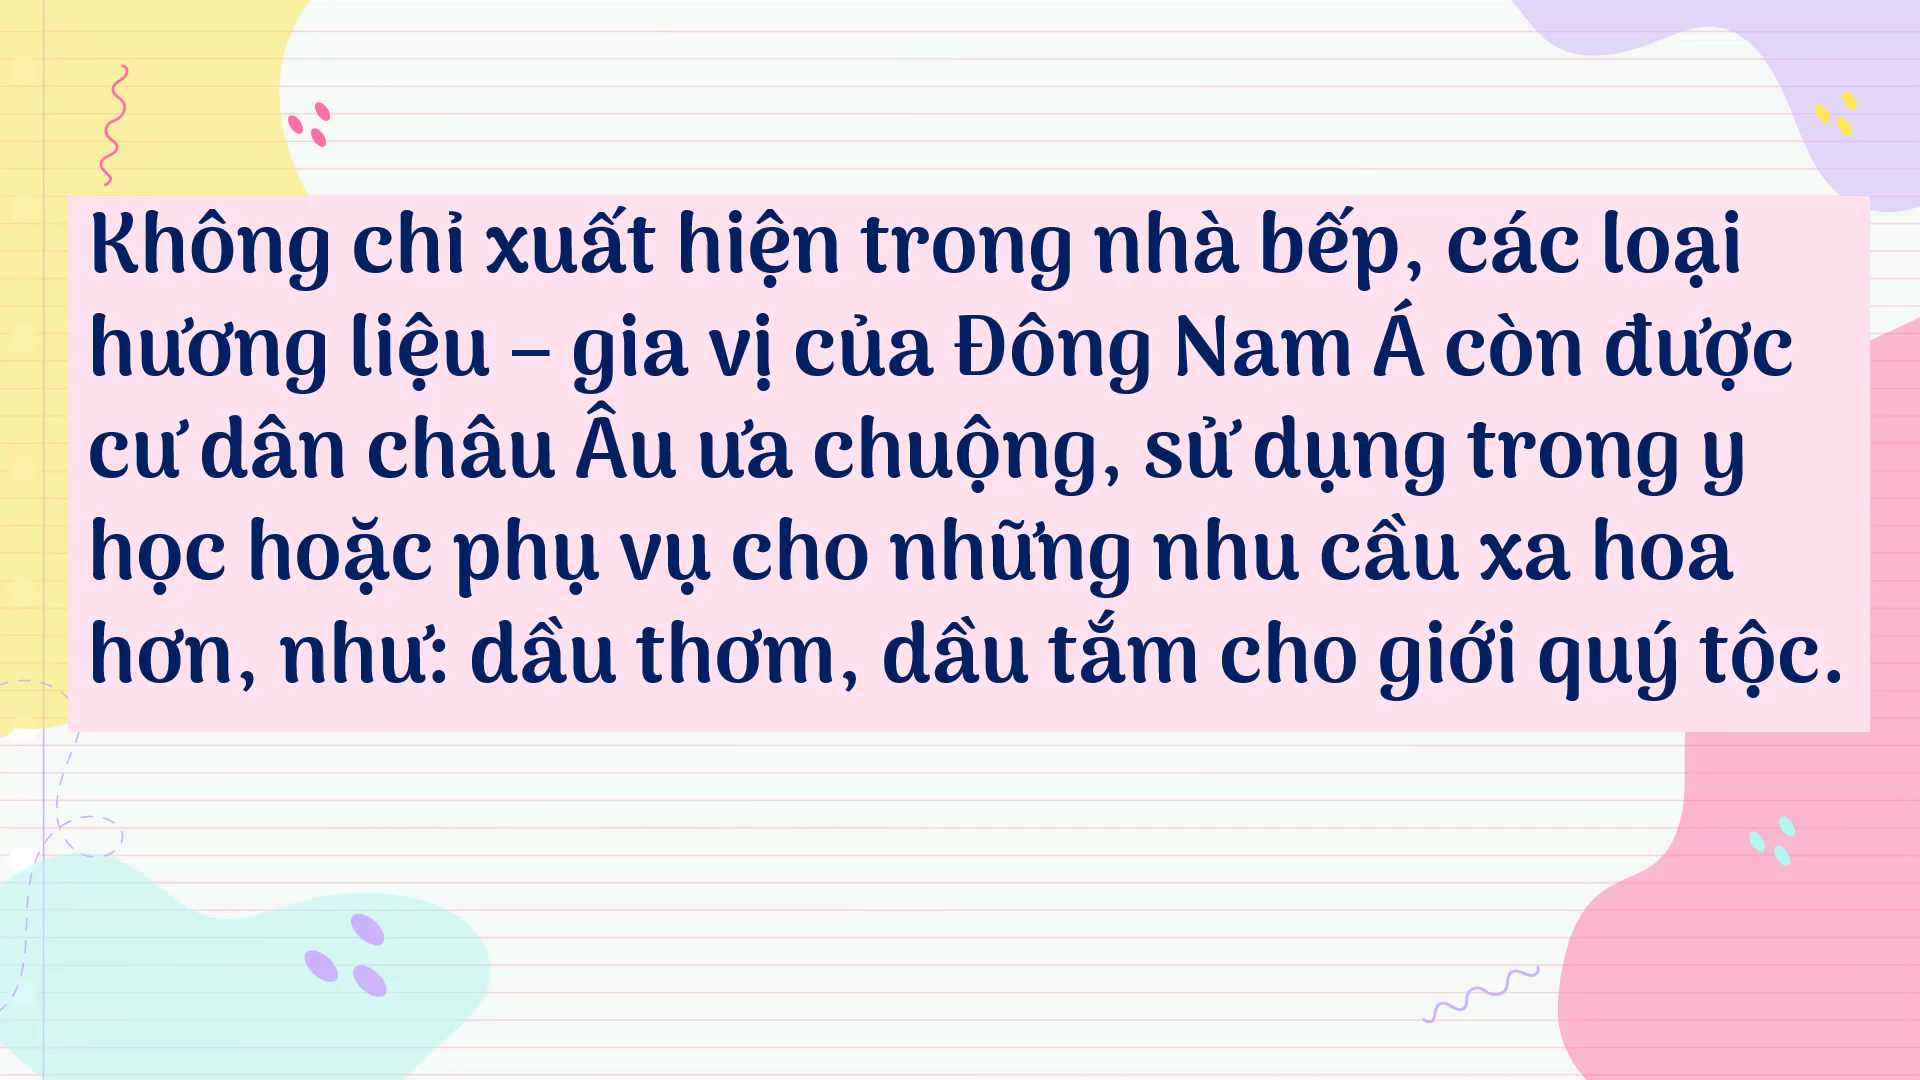 Không chỉ xuất hiện trong nhà bếp, các loại
hương liệu – gia vị của Đông Nam Á còn được
cư dân châu Âu ưa chuộng, sử dụng trong y
học hoặc phụ vụ cho những nhu cầu xa hoa
hơn, như: dầu thơm, dầu tắm cho giới quý tộc.